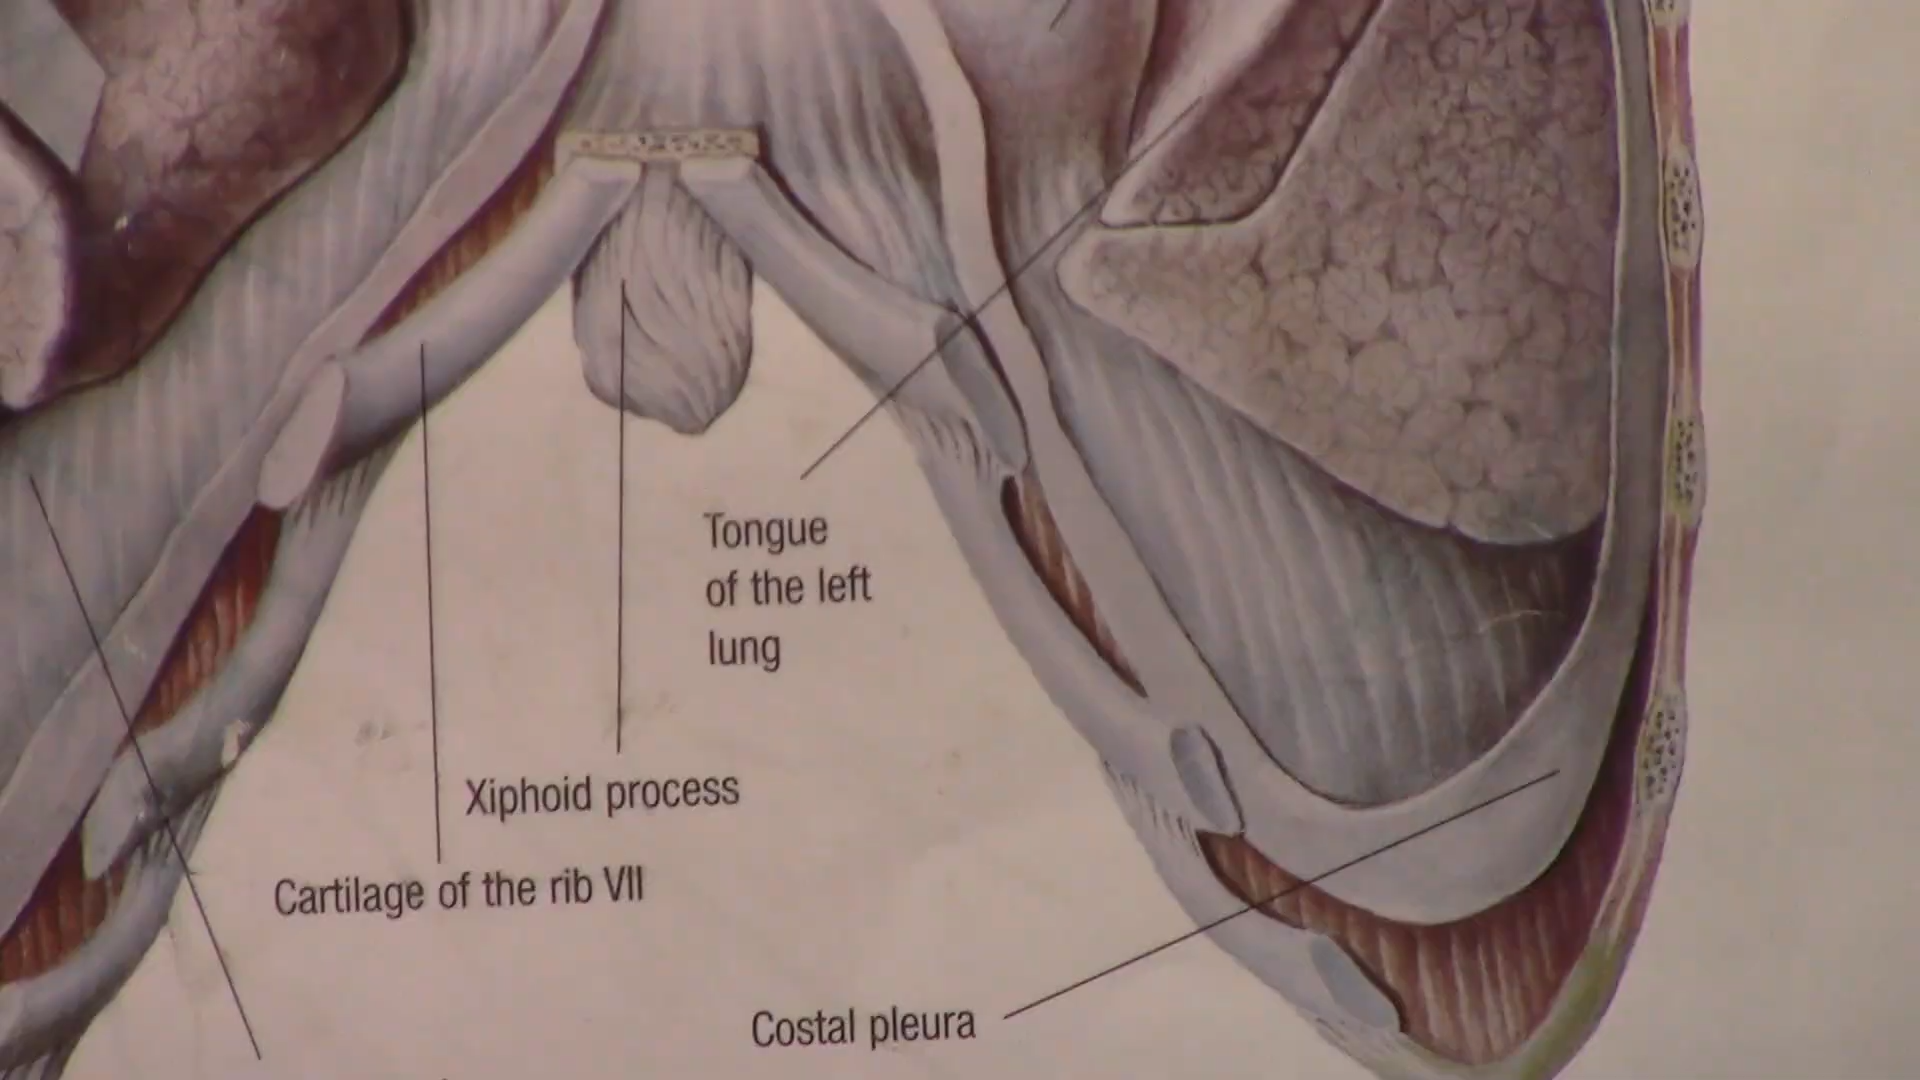 Tongue
of the left
lung
Xiphoid process
Cartilage of the rib VII
Costal pleura